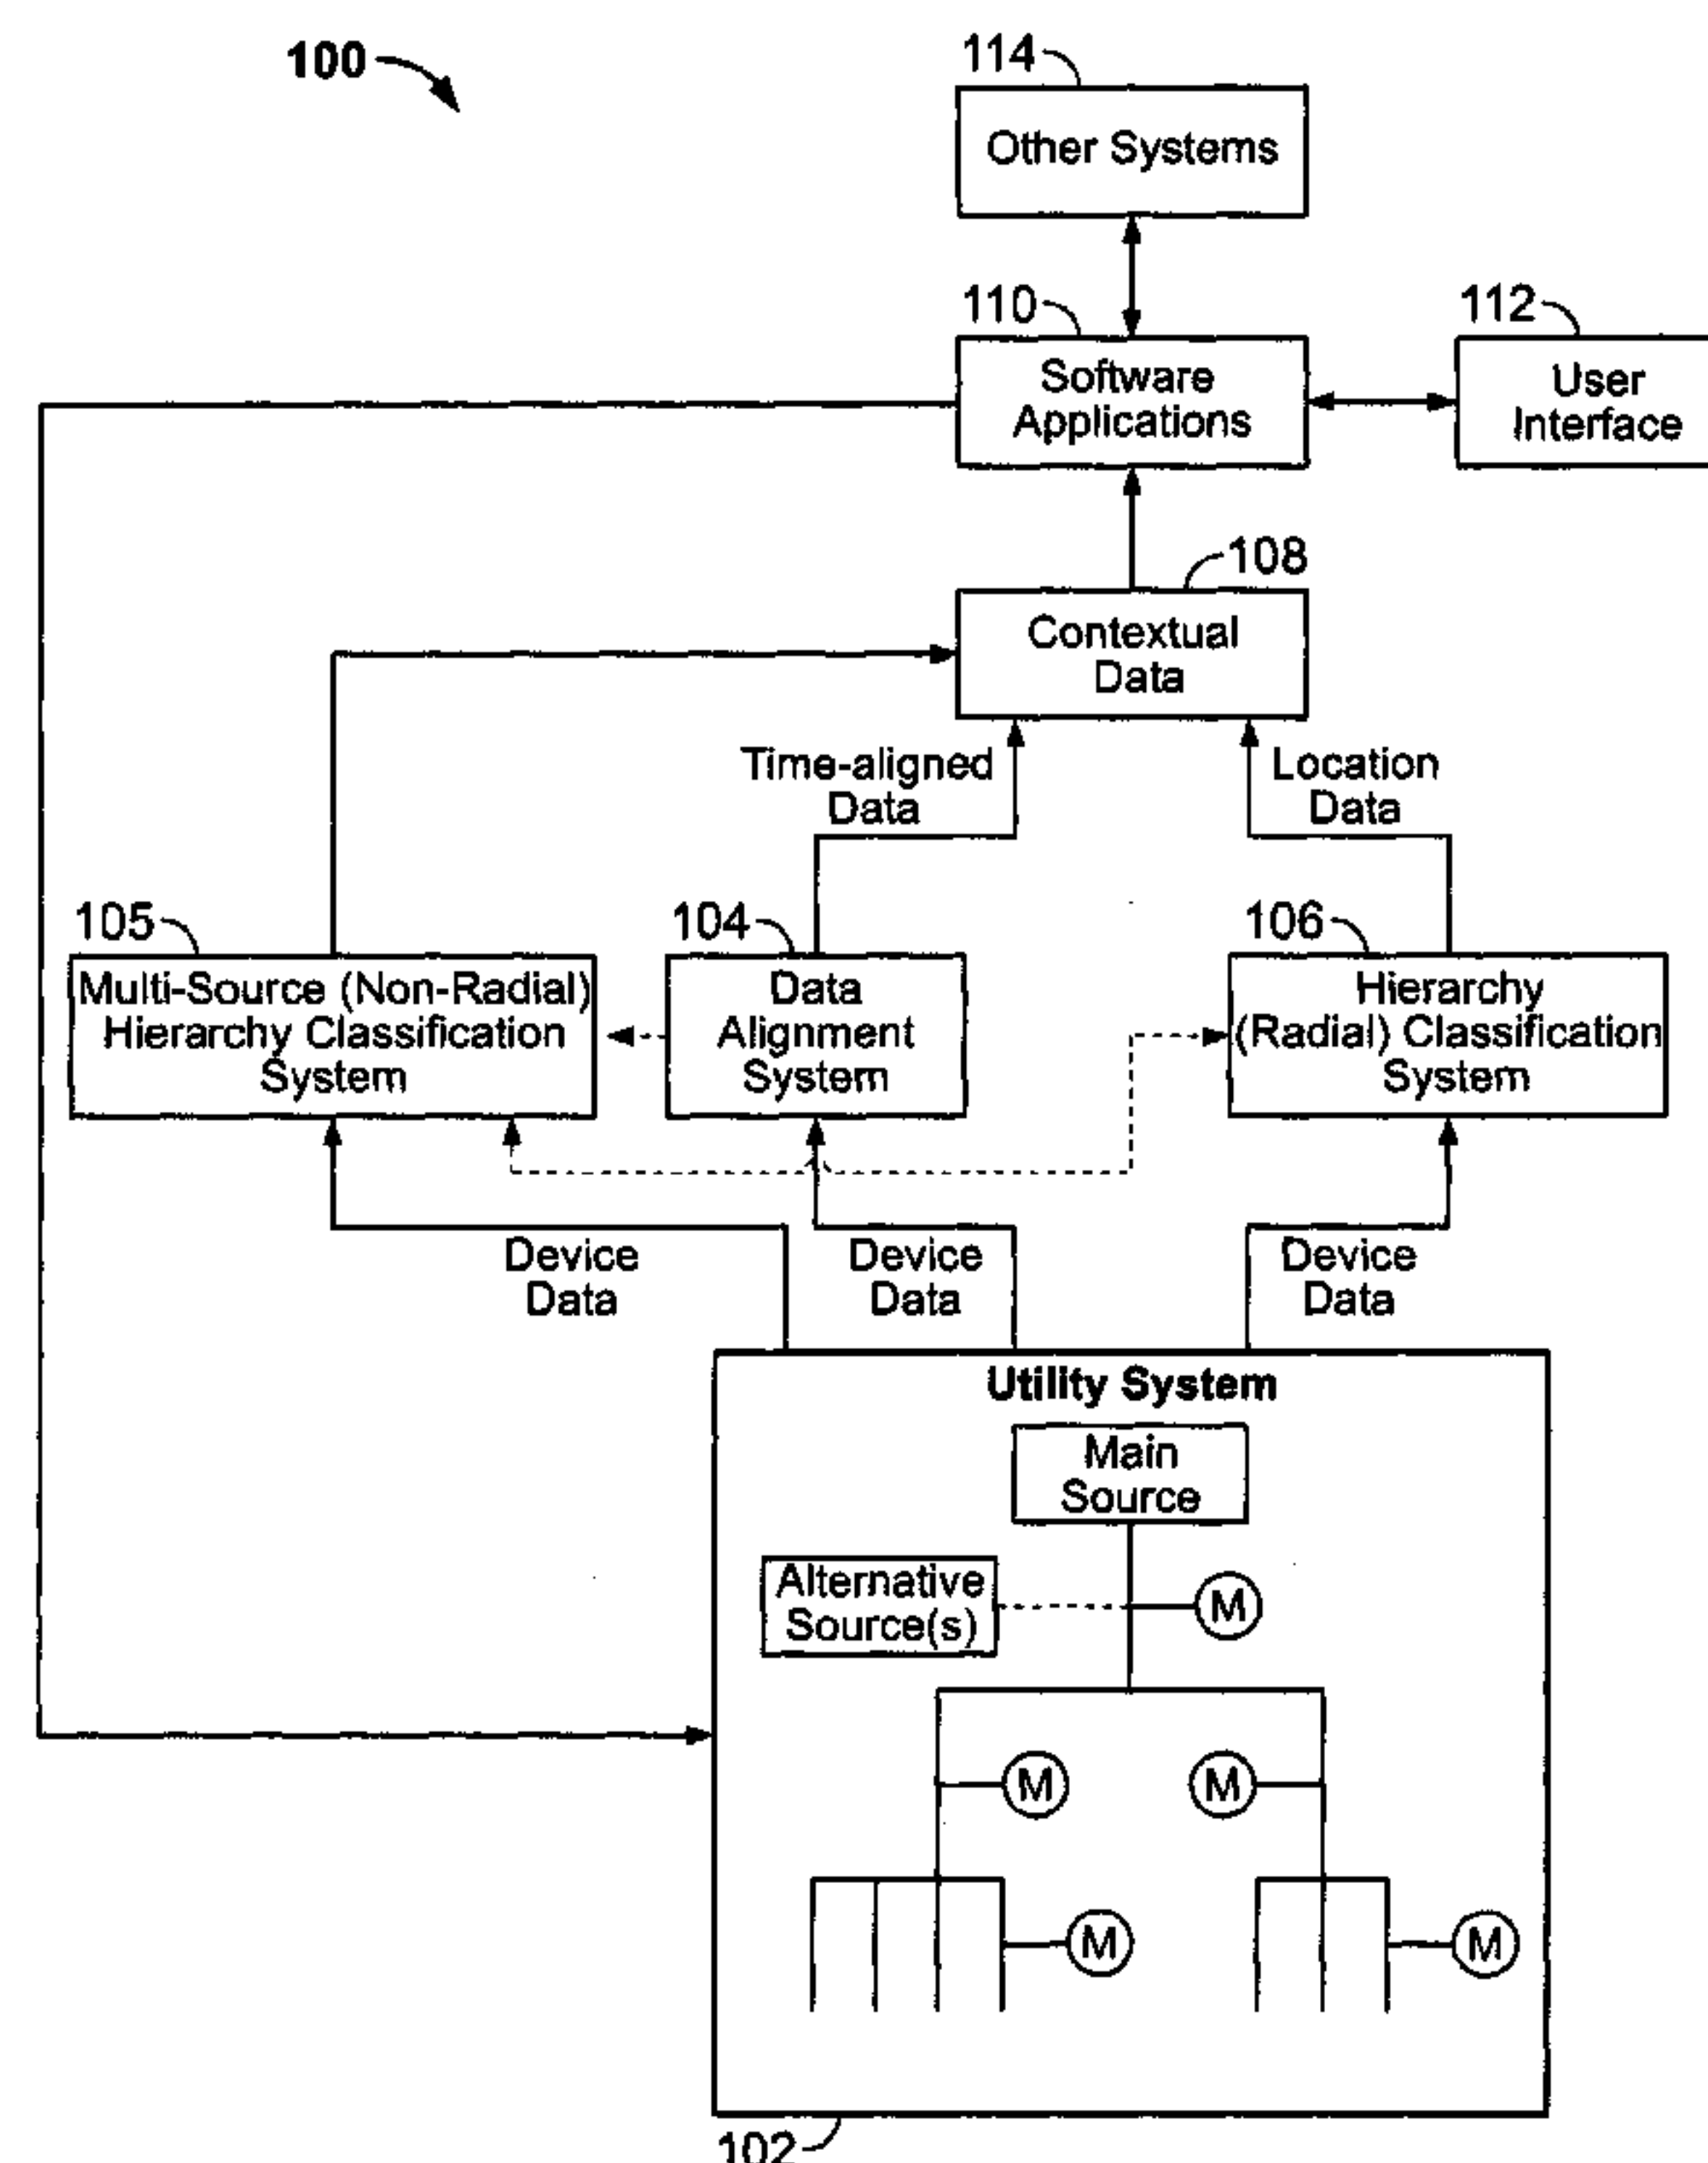 100
114
Other Systems
110
112
Software
Applications
User
Interface
108
Contextual
Data
Time-aligned
Data
Location
Data
105
104
106
Multi-Source (Non-Radial)
Hierarchy Classification
System
Data
Alignment
System
Hierarchy
(Radial) Classification
System
Device
Data
Device
Data
Device
Data
Utility System
Main
Source
Alternative
Source(s)
M
M
M
M
M
102